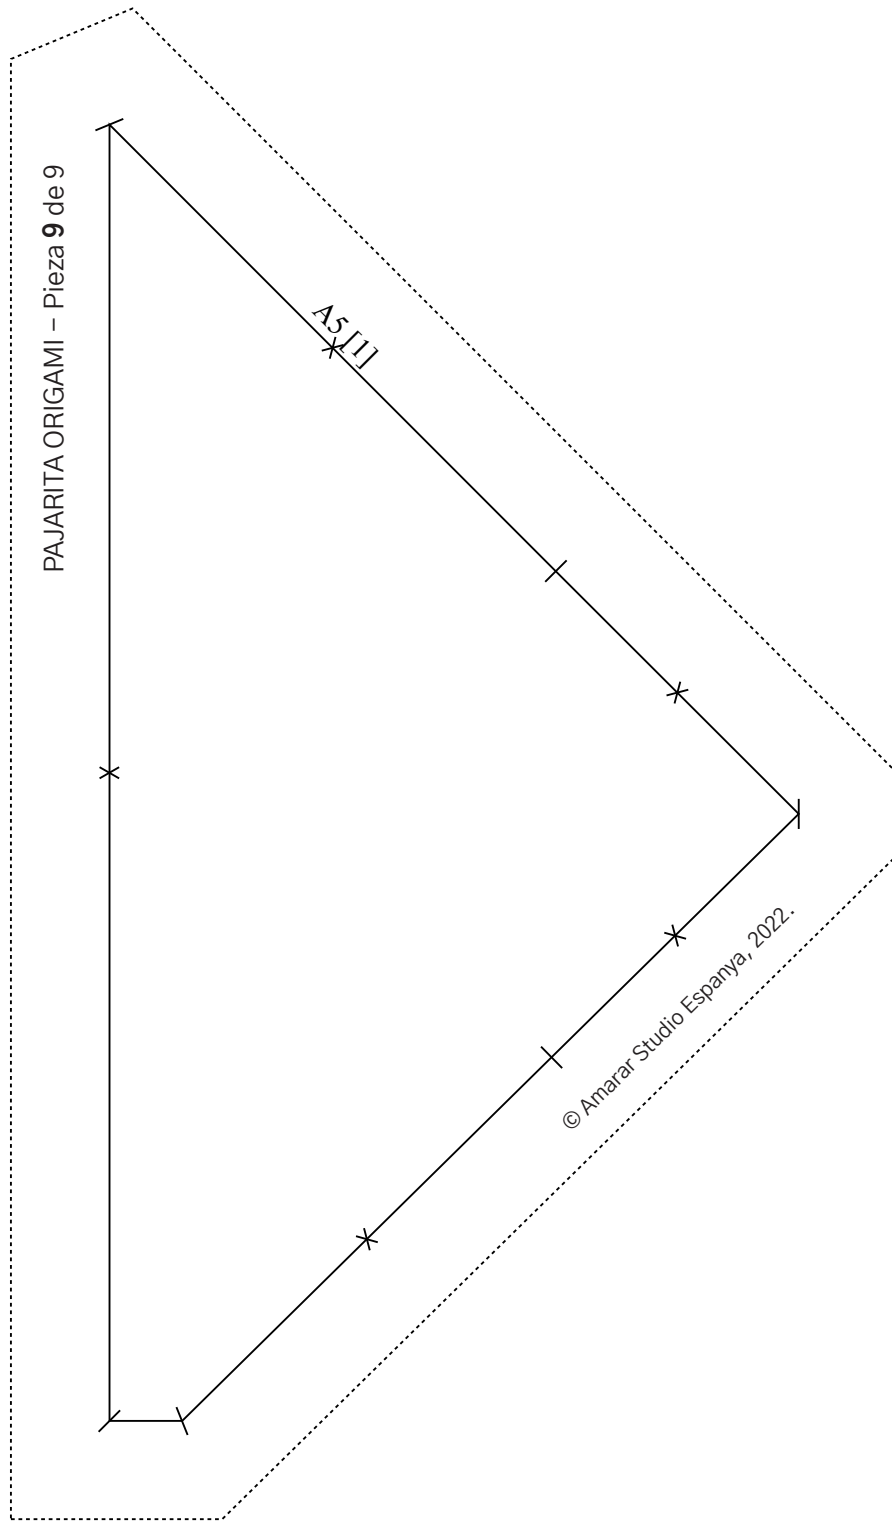 PAJARITA ORIGAMI – Pieza 9 de 9
A5 [1]
© Amarar Studio Espanya, 2022.